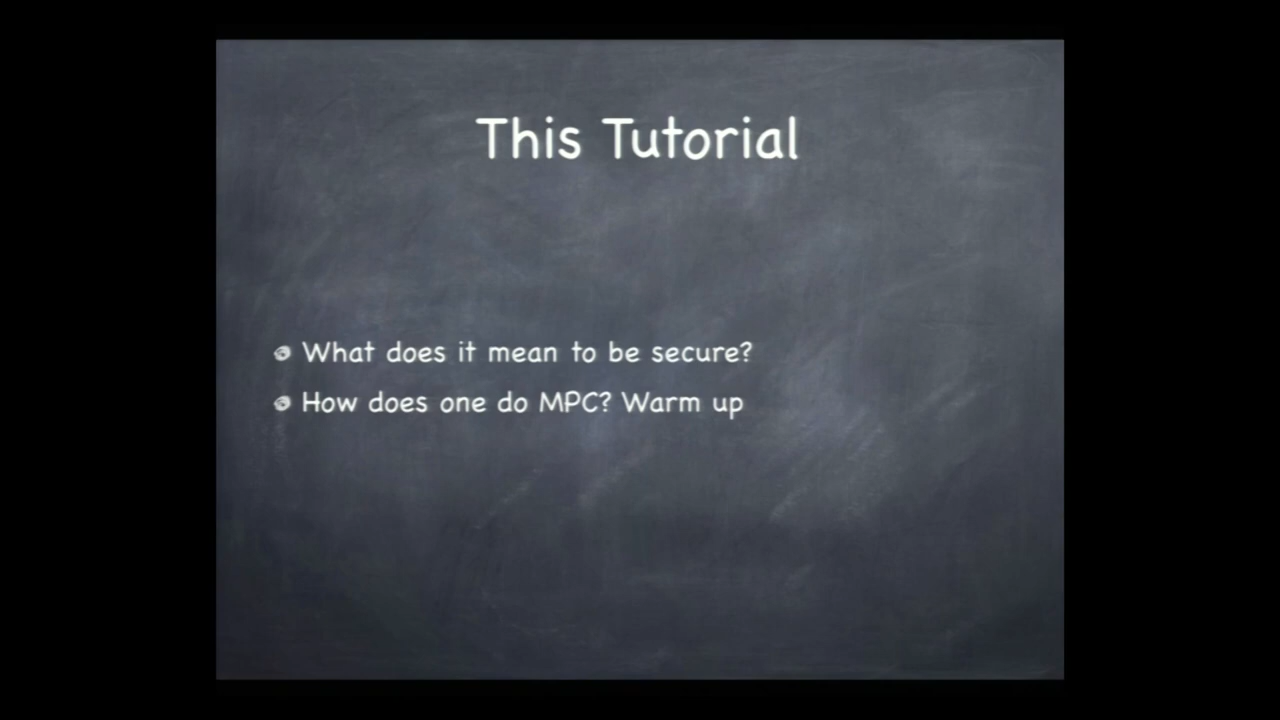 This Tutorial
What does it mean to be secure?
How does one do MPC? Warm up